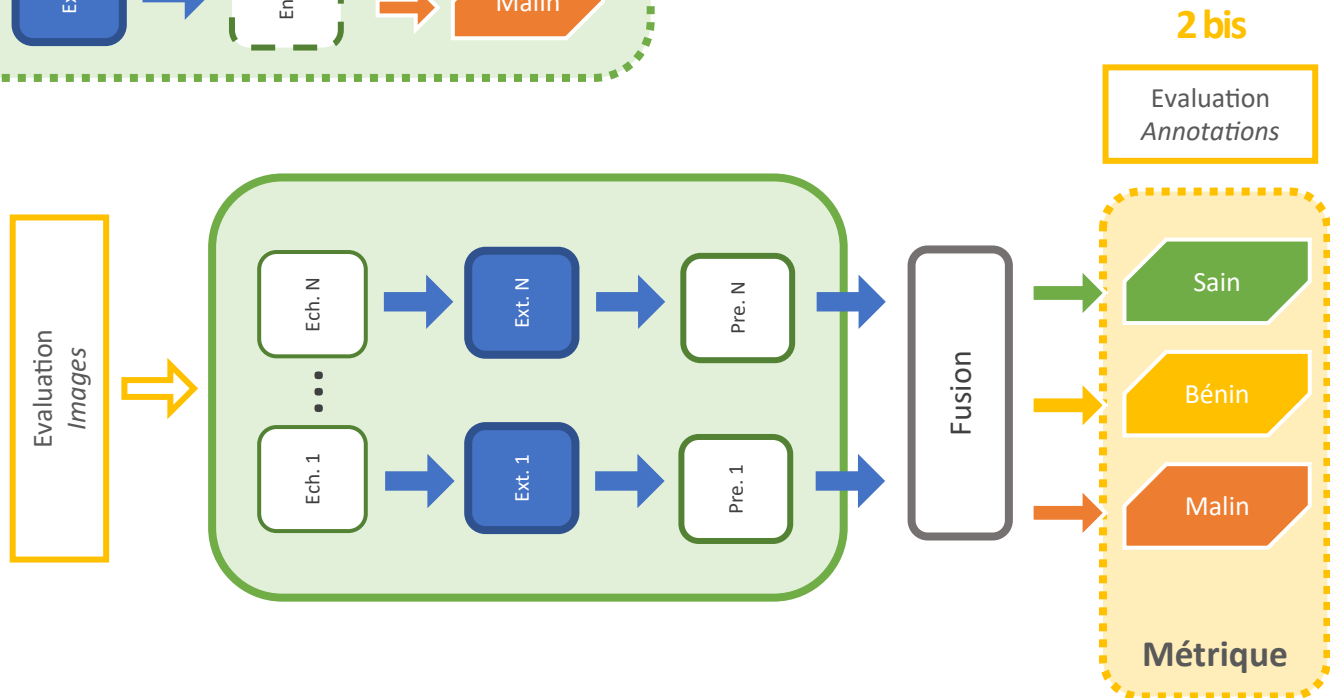 Malin
2 bis
Evaluation
Annotations
Evaluation
Images
Ech. N
Ext. N
Pre. N
Ech. 1
Ext. 1
Pre. 1
Fusion
Sain
Bénin
Malin
Métrique